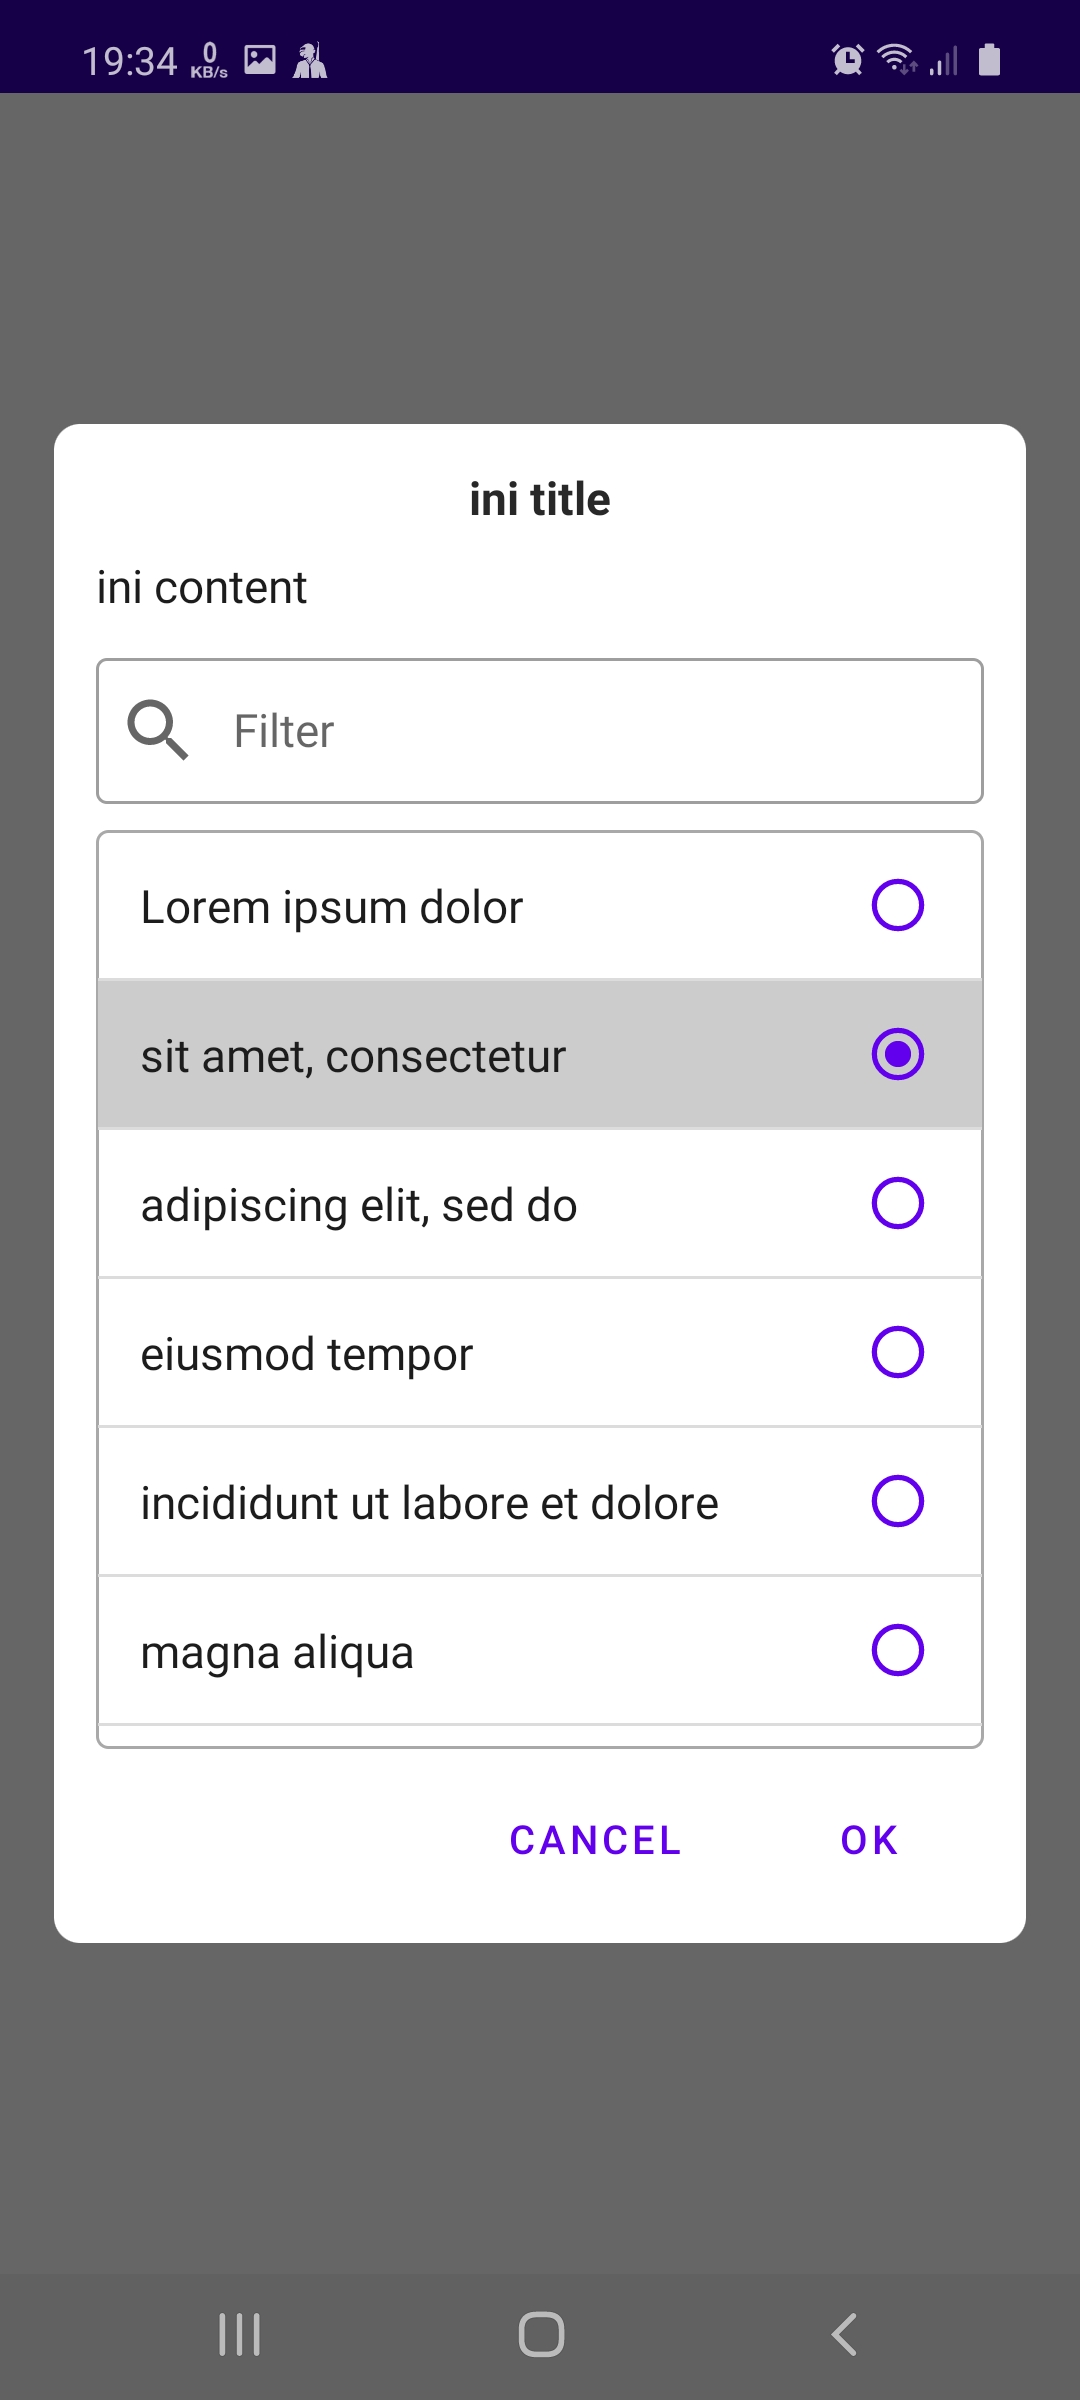 19:34 0 KB/s
ini title
ini content
Filter
Lorem ipsum dolor
sit amet, consectetur
adipiscing elit, sed do
eiusmod tempor
incididunt ut labore et dolore
magna aliqua
CANCEL OK